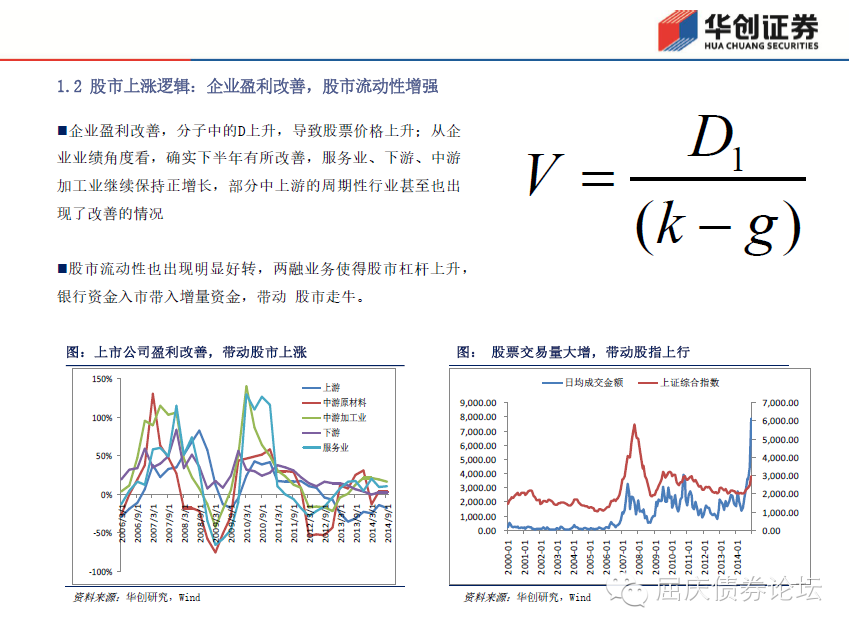 华创证券
HUA CHUANG SECURITIES
1.2 股市上涨逻辑：企业盈利改善，股市流动性增强
■企业盈利改善，分子中的D上升，导致股票价格上升；从企
业业绩角度看，确实下半年有所改善，服务业、下游、中游
加工业继续保持正增长，部分中上游的周期性行业甚至也出
现了改善的情况
V = D1 / (k − g)
■股市流动性也出现明显好转，两融业务使得股市杠杆上升，
银行资金入市带入增量资金，带动 股市走牛。
图：上市公司盈利改善，带动股市上涨
150%
100%
50%
0%
-50%
-100%
上游
中游原材料
中游加工业
下游
服务业
2006/9/1
2007/3/1
2007/9/1
2008/3/1
2008/9/1
2009/3/1
2009/9/1
2010/3/1
2010/9/1
2011/3/1
2011/9/1
2012/3/1
2012/9/1
2013/3/1
2013/9/1
2014/3/1
2014/9/1
资料来源：华创研究，Wind
图： 股票交易量大增，带动股指上行
日均成交金额
上证综合指数
9,000.00
8,000.00
7,000.00
6,000.00
5,000.00
4,000.00
3,000.00
2,000.00
1,000.00
0.00
7,000.00
6,000.00
5,000.00
4,000.00
3,000.00
2,000.00
1,000.00
0.00
2000-01
2001-01
2002-01
2003-01
2004-01
2005-01
2006-01
2007-01
2008-01
2009-01
2010-01
2011-01
2012-01
2013-01
2014-01
资料来源：华创研究，Wind
屈庆债券论坛